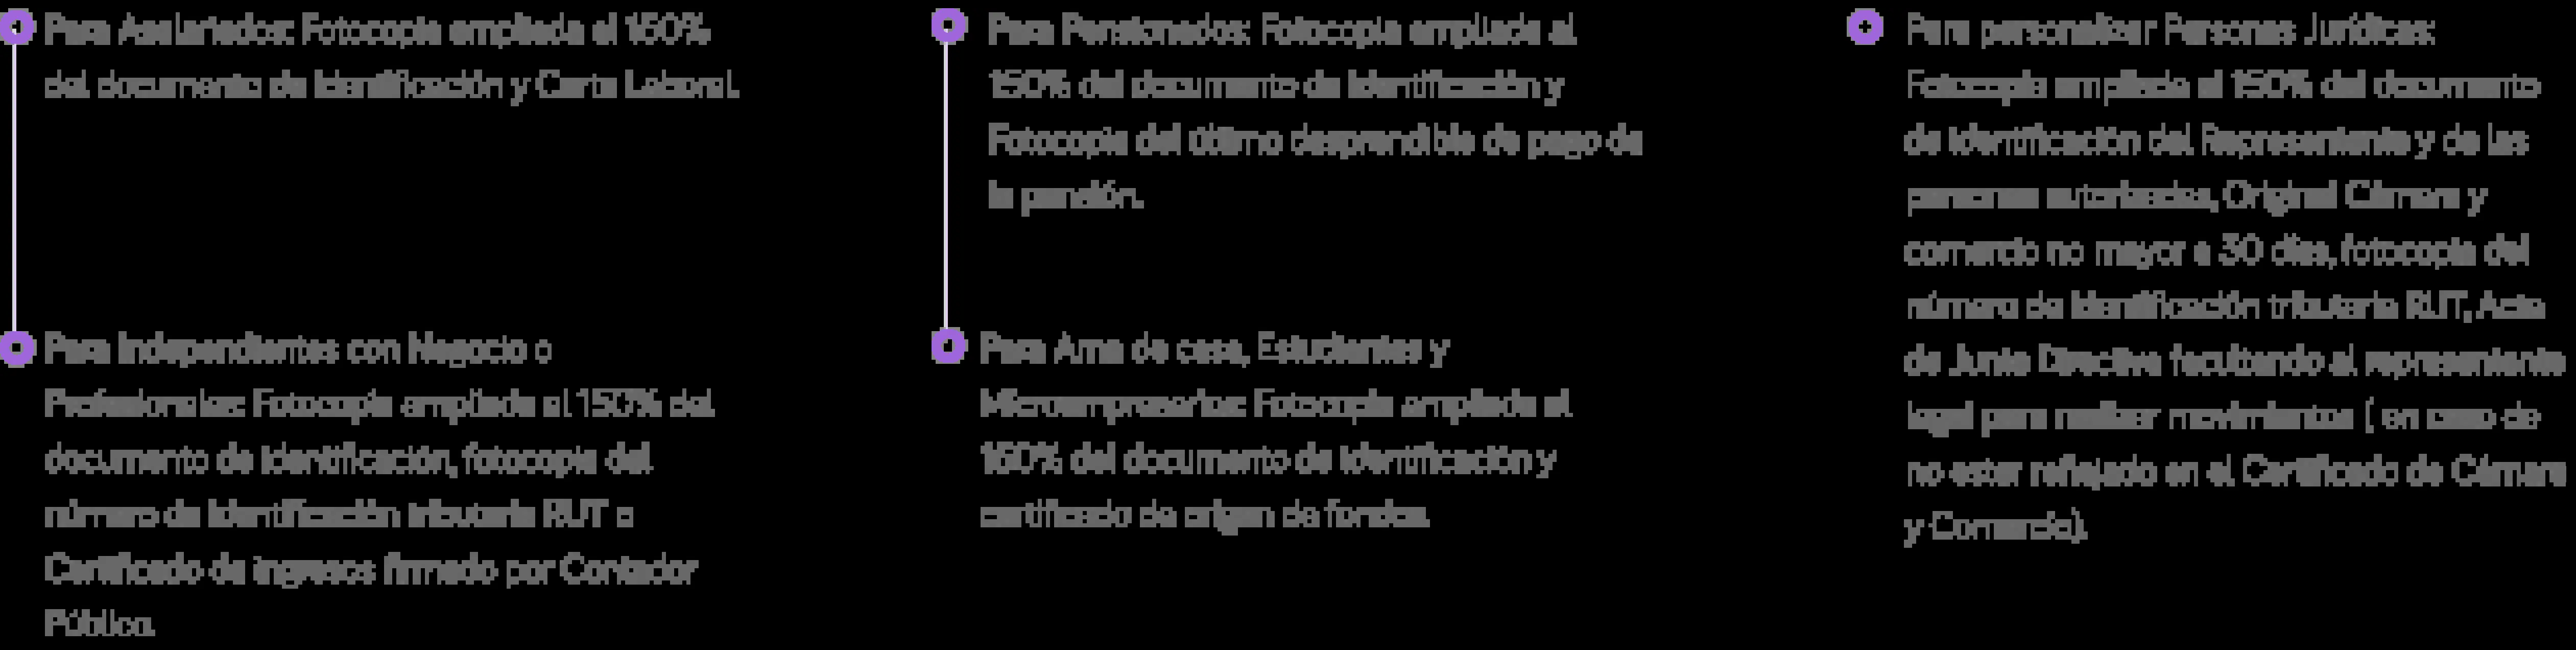 Para Asalariados: Fotocopia ampliada al 150%
del documento de Identificación y Carta Laboral.
Para Independientes con Negocio o
Profesionales: Fotocopia ampliada al 150% del
documento de Identificación, fotocopia del
número de Identificación tributaria RUT o
Certificado de ingresos firmado por Contador
Público.
Para Pensionados: Fotocopia ampliada al
150% del documento de Identificación y
Fotocopia del último desprendible de pago de
la pensión.
Para Ama de casa, Estudiantes y
Microempresarios: Fotocopia ampliada al
150% del documento de Identificación y
certificado de origen de fondos.
Para personalizar Personas Jurídicas:
Fotocopia ampliada al 150% del documento
de Identificación del Representante y de las
personas autorizadas, Original Cámara y
comercio no mayor a 30 días, fotocopia del
número de Identificación tributaria RUT, Acta
de Junta Directiva facultando al representante
legal para realizar movimientos ( en caso de
no estar reflejado en el Certificado de Cámara
y Comercio).